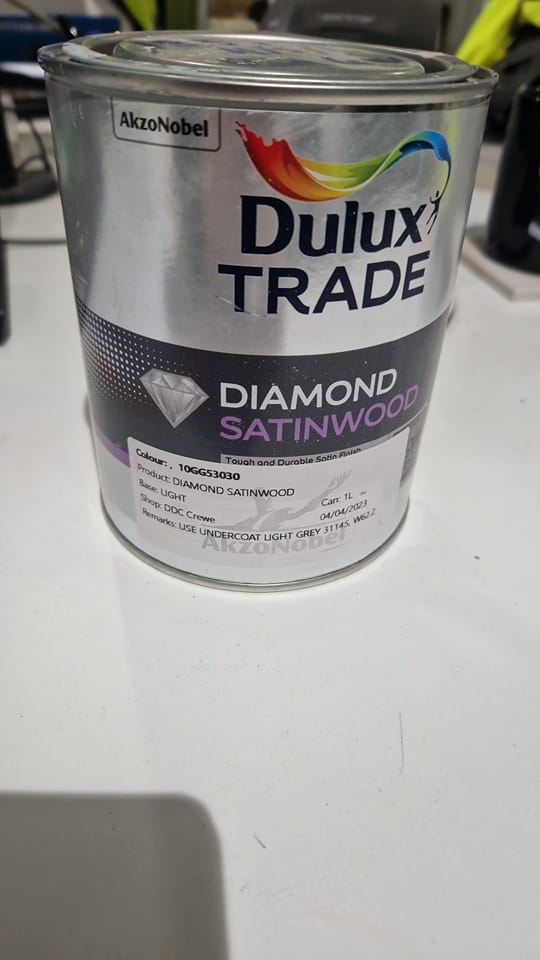 AkzoNobel
Dulux
TRADE
DIAMOND
SATINWOOD
Tough and Durable Satin Finish
Colour: , 10GG53030
Product: DIAMOND SATINWOOD
Base: LIGHT
Can: 1L
Shop: DDC Crewe
04/04/2023
Remarks: USE UNDERCOAT LIGHT GREY 31145, W62-2
AkzoNobel